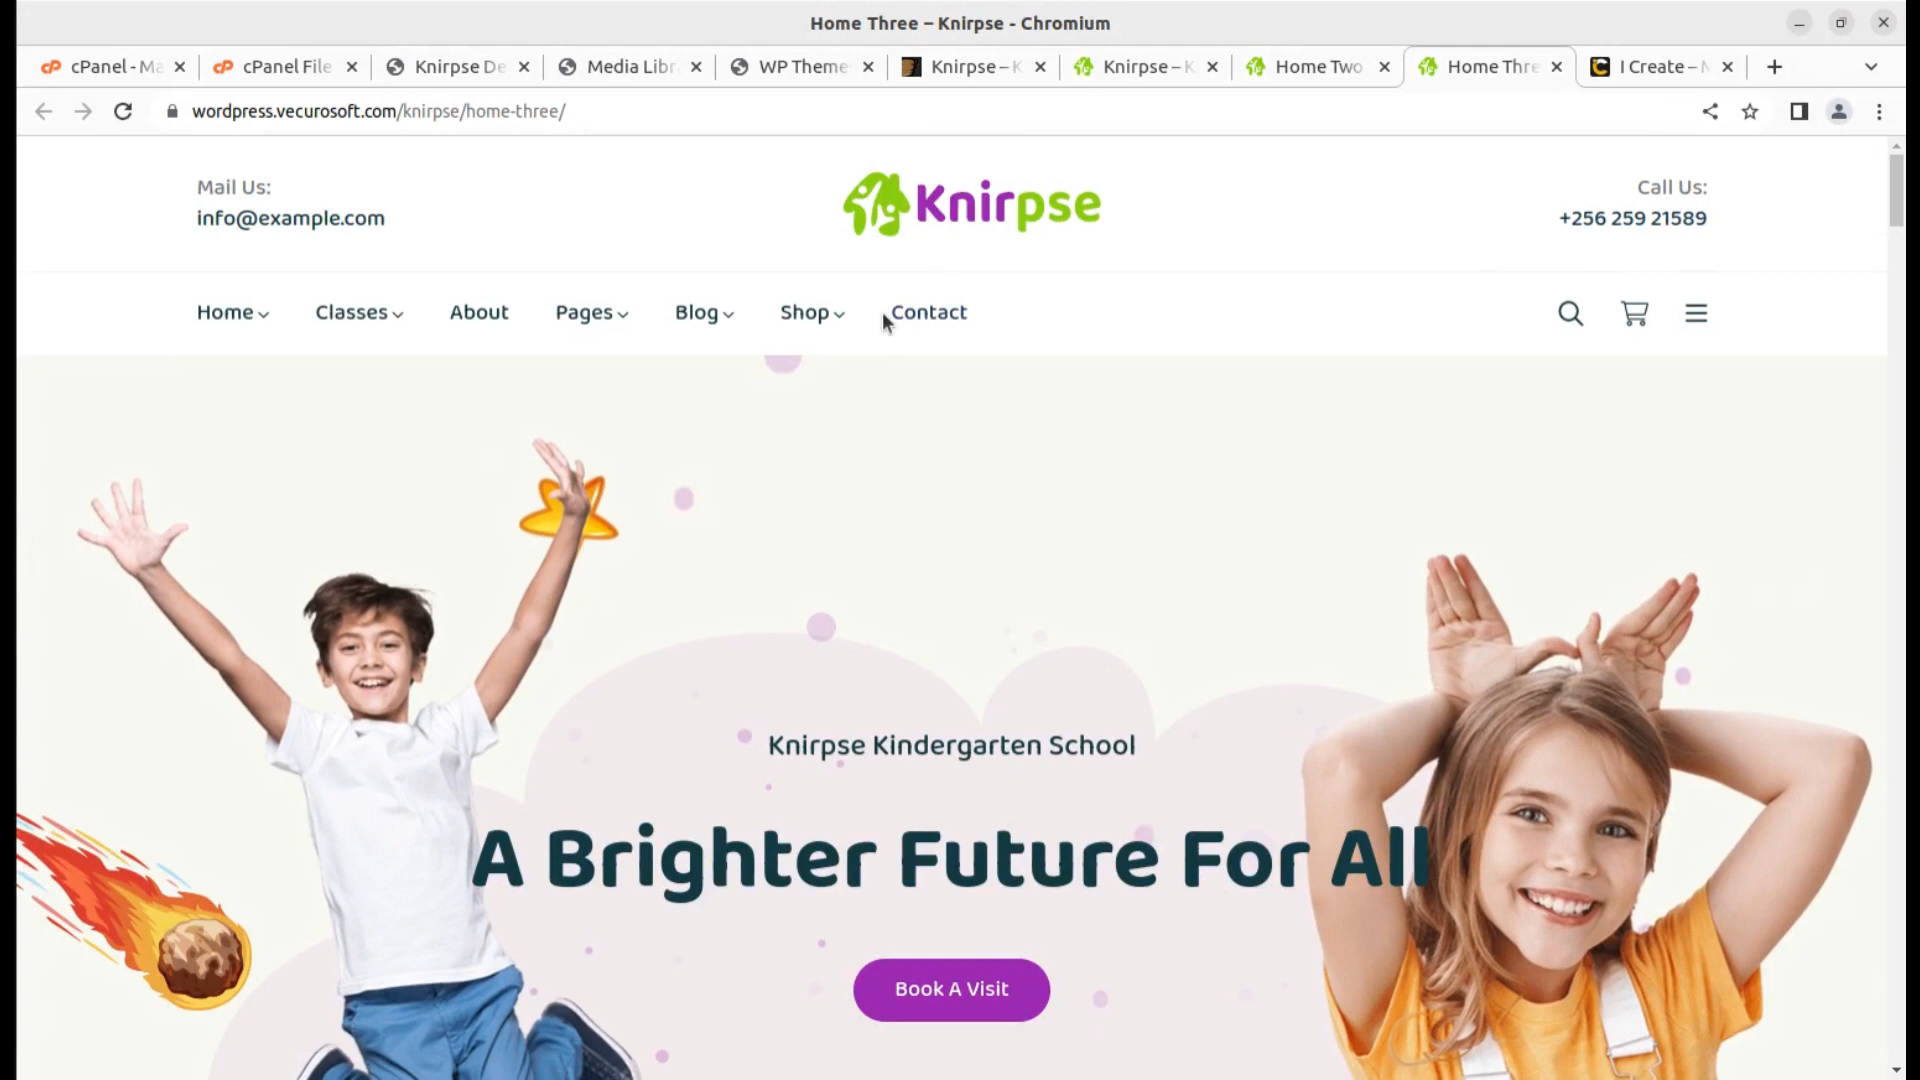 Home Three – Knirpse - Chromium
cPanel - Ma
cPanel File
Knirpse De
Media Libr
WP Theme
Knirpse – K
Knirpse – K
Home Two
Home Thre
I Create – N
wordpress.vecurosoft.com/knirpse/home-three/
Mail Us:
info@example.com
Knirpse
Call Us:
+256 259 21589
Home
Classes
About
Pages
Blog
Shop
Contact
Knirpse Kindergarten School
A Brighter Future For All
Book A Visit